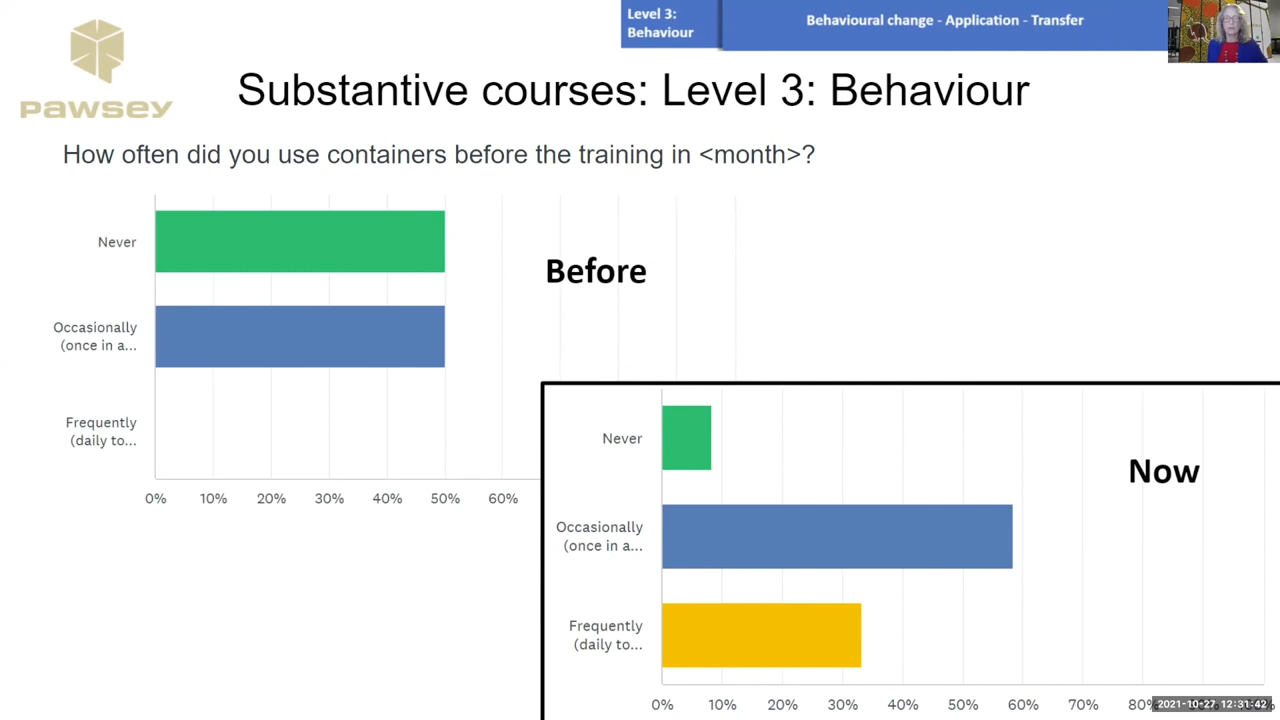 Level 3:
Behaviour
Behavioural change - Application - Transfer
PAWSEY
Substantive courses: Level 3: Behaviour
How often did you use containers before the training in <month>?
Never
Occasionally
(once in a...
Frequently
(daily to...
0% 10% 20% 30% 40% 50% 60%
Before
Never
Occasionally
(once in a...
Frequently
(daily to...
0% 10% 20% 30% 40% 50% 60% 70% 80%
Now
2021-10-27 12:31:42